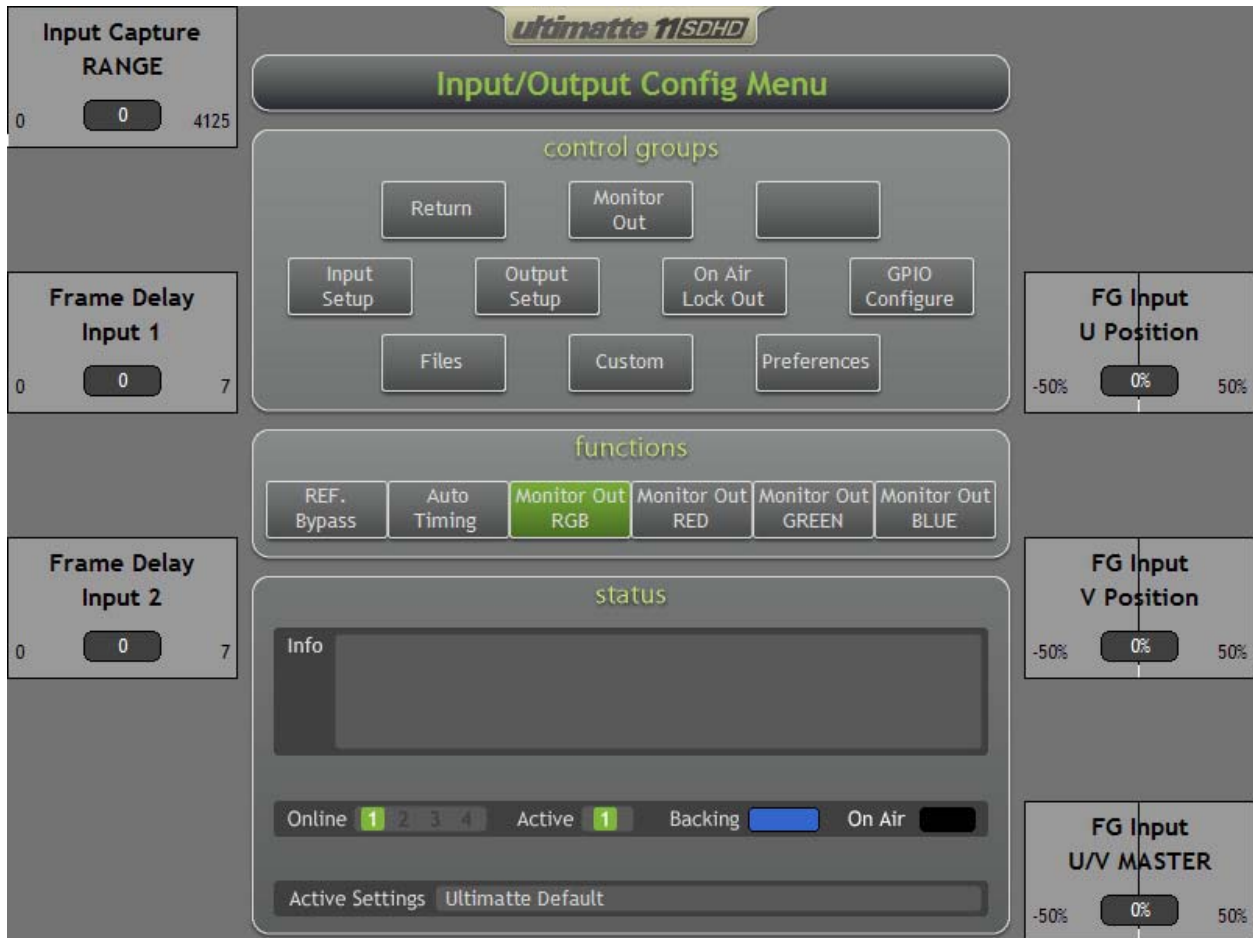 ultimatte 11 SDHD
Input/Output Config Menu
Input Capture
RANGE
0 0 4125
Frame Delay
Input 1
0 0 7
Frame Delay
Input 2
0 0 7
control groups
Return
Monitor
Out
Input
Setup
Output
Setup
On Air
Lock Out
GPIO
Configure
Files
Custom
Preferences
functions
REF.
Bypass
Auto
Timing
Monitor Out
RGB
Monitor Out
RED
Monitor Out
GREEN
Monitor Out
BLUE
status
Info
Online 1 2 3 4 Active 1 Backing On Air
Active Settings Ultimatte Default
FG Input
U Position
-50% 0% 50%
FG Input
V Position
-50% 0% 50%
FG Input
U/V MASTER
-50% 0% 50%